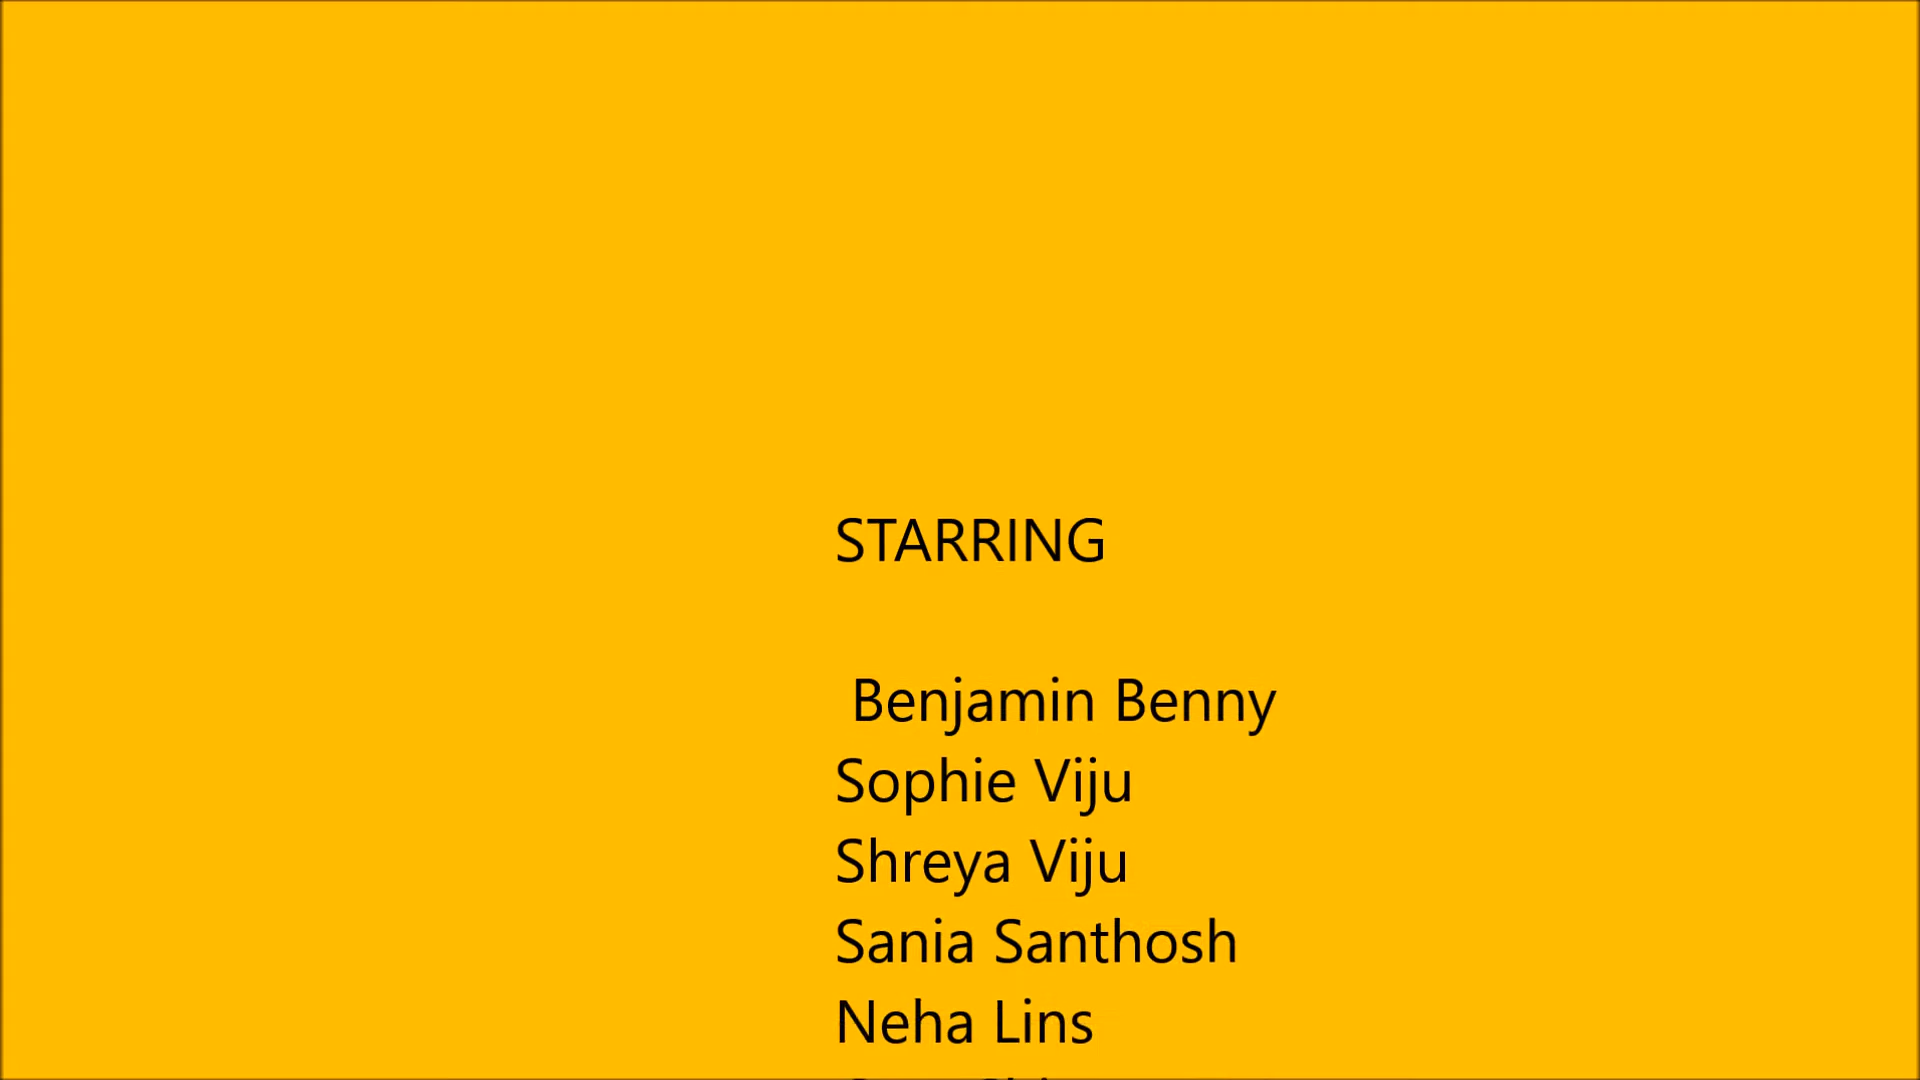 STARRING
Benjamin Benny
Sophie Viju
Shreya Viju
Sania Santhosh
Neha Lins